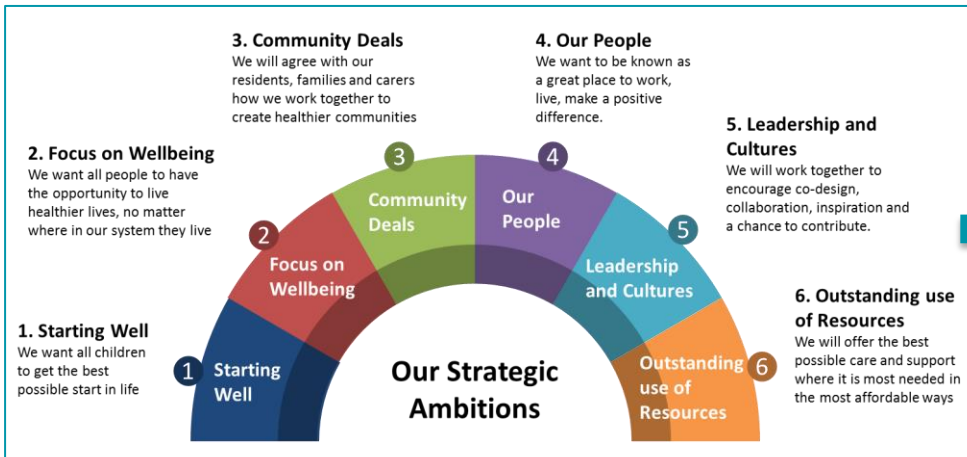 3. Community Deals
We will agree with our
residents, families and carers
how we work together to
create healthier communities
4. Our People
We want to be known as
a great place to work,
live, make a positive
difference.
5. Leadership and
Cultures
We will work together to
encourage co-design,
collaboration, inspiration and
a chance to contribute.
2. Focus on Wellbeing
We want all people to have
the opportunity to live
healthier lives, no matter
where in our system they live
1. Starting Well
We want all children
to get the best
possible start in life
6. Outstanding use
of Resources
We will offer the best
possible care and support
where it is most needed in
the most affordable ways
1
Starting
Well
2
Focus on
Wellbeing
3
Community
Deals
4
Our
People
5
Leadership
and Cultures
6
Outstanding
use of
Resources
Our Strategic
Ambitions